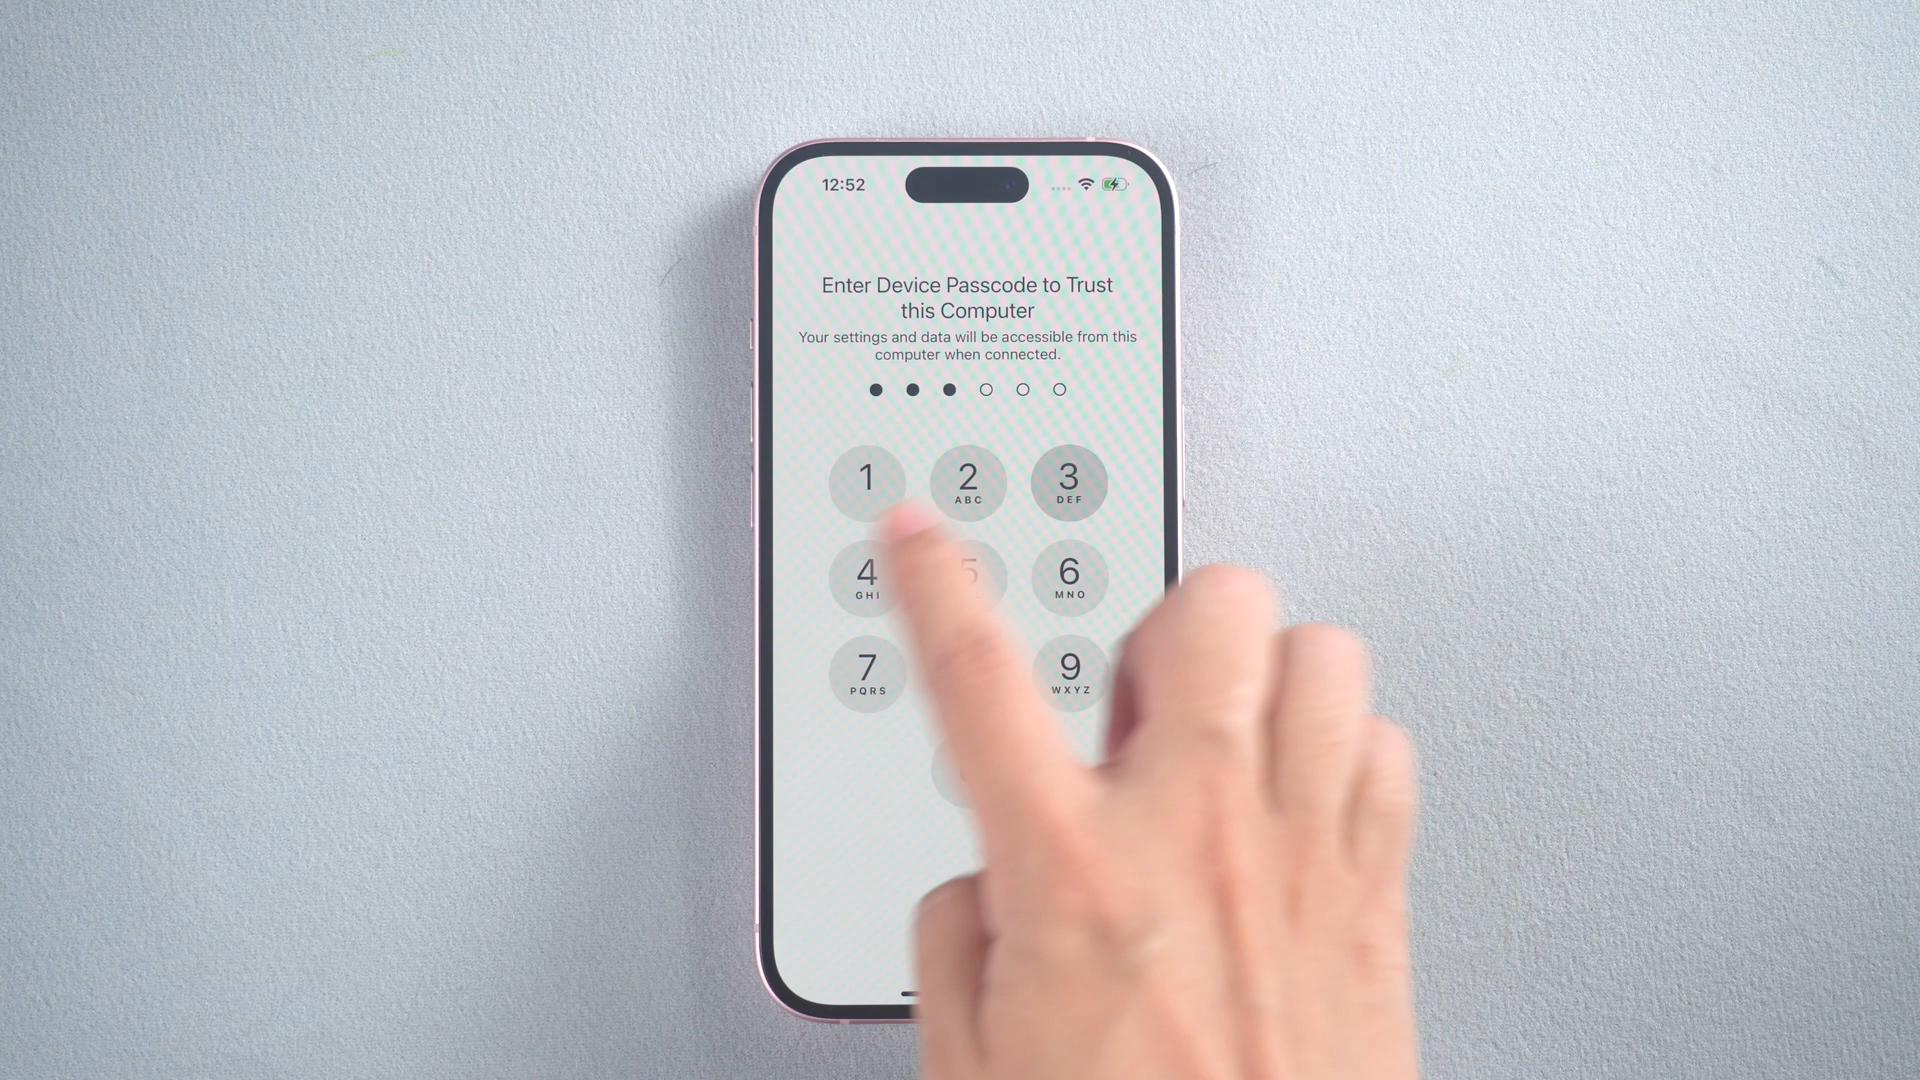 12:52
Enter Device Passcode to Trust
this Computer
Your settings and data will be accessible from this
computer when connected.
1
2
ABC
3
DEF
4
GHI
5
6
MNO
7
PQRS
9
WXYZ